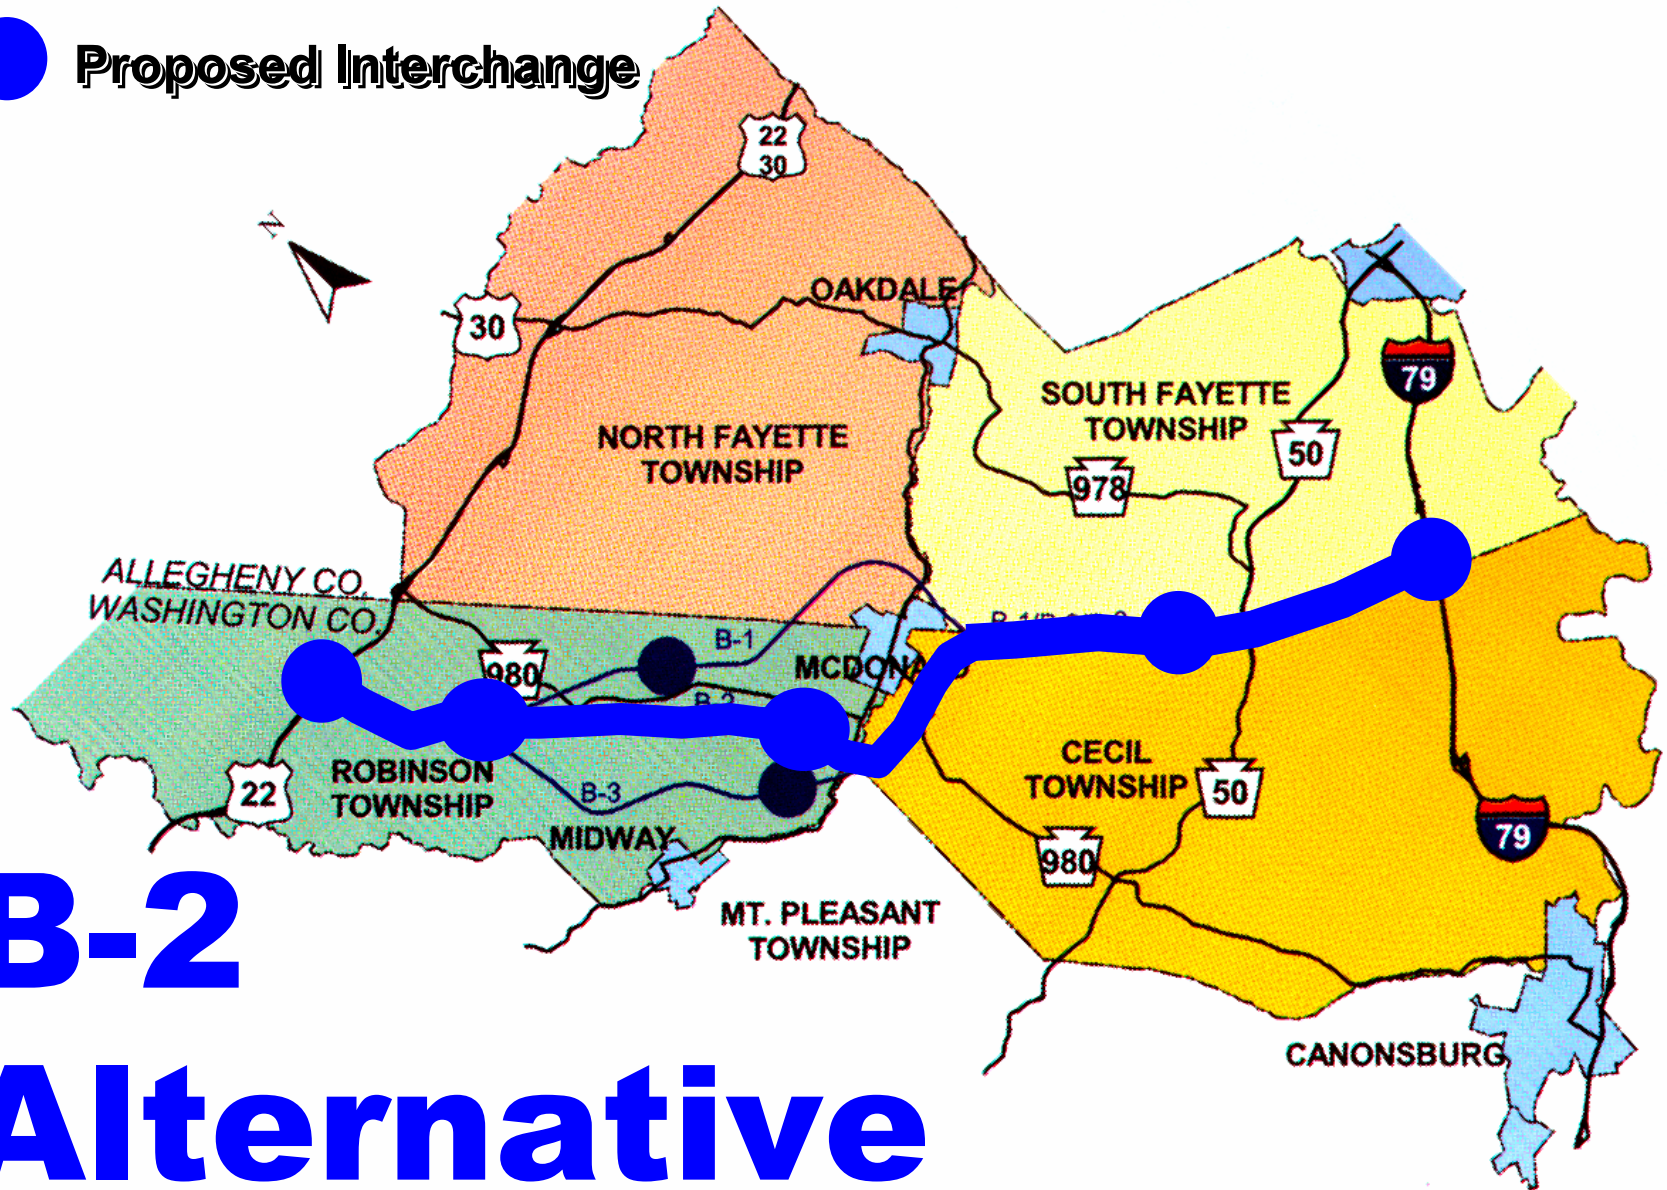 Proposed Interchange
22
30
N
OAKDALE
30
SOUTH FAYETTE
TOWNSHIP
79
NORTH FAYETTE
TOWNSHIP
50
978
ALLEGHENY CO.
WASHINGTON CO.
B-1
980
MCDONALD
B-2
CECIL
TOWNSHIP
ROBINSON
TOWNSHIP
22
B-3
50
MIDWAY
79
980
B-2
MT. PLEASANT
TOWNSHIP
CANONSBURG
Alternative